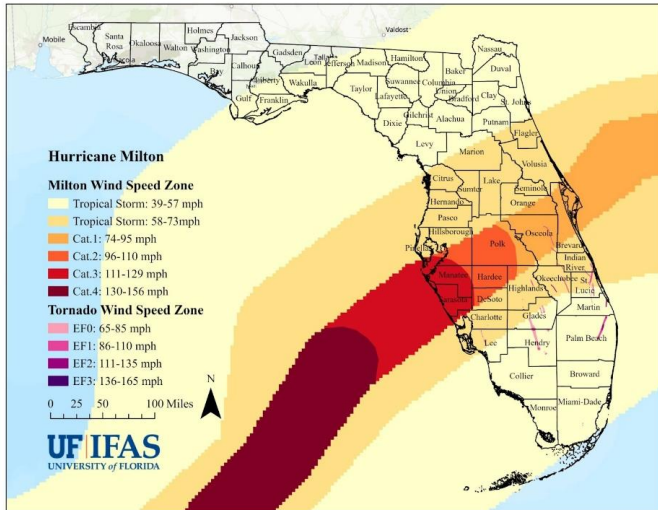 Mobile
Valdost
Escambia
Santa
Rosa
Okaloosa
Walton
Holmes
Washington
Jackson
Bay
Calhoun
Gulf
Liberty
Franklin
Gadsden
Leon
Wakulla
Jefferson
Madison
Taylor
Hamilton
Suwannee
Lafayette
Dixie
Columbia
Gilchrist
Levy
Baker
Union
Bradford
Alachua
Nassau
Duval
Clay
St. Johns
Putnam
Flagler
Marion
Volusia
Citrus
Sumter
Lake
Hernando
Seminole
Orange
Pasco
Hillsborough
Pinellas
Polk
Osceola
Brevard
Indian
River
Manatee
Hardee
Highlands
Okeechobee
St.
Lucie
Sarasota
DeSoto
Martin
Charlotte
Glades
Lee
Hendry
Palm Beach
Collier
Broward
Monroe
Miami-Dade
Hurricane Milton
Milton Wind Speed Zone
Tropical Storm: 39-57 mph
Tropical Storm: 58-73mph
Cat.1: 74-95 mph
Cat.2: 96-110 mph
Cat.3: 111-129 mph
Cat.4: 130-156 mph
Tornado Wind Speed Zone
EF0: 65-85 mph
EF1: 86-110 mph
EF2: 111-135 mph
EF3: 136-165 mph
0 25 50 100 Miles
N
UF IFAS
UNIVERSITY of FLORIDA